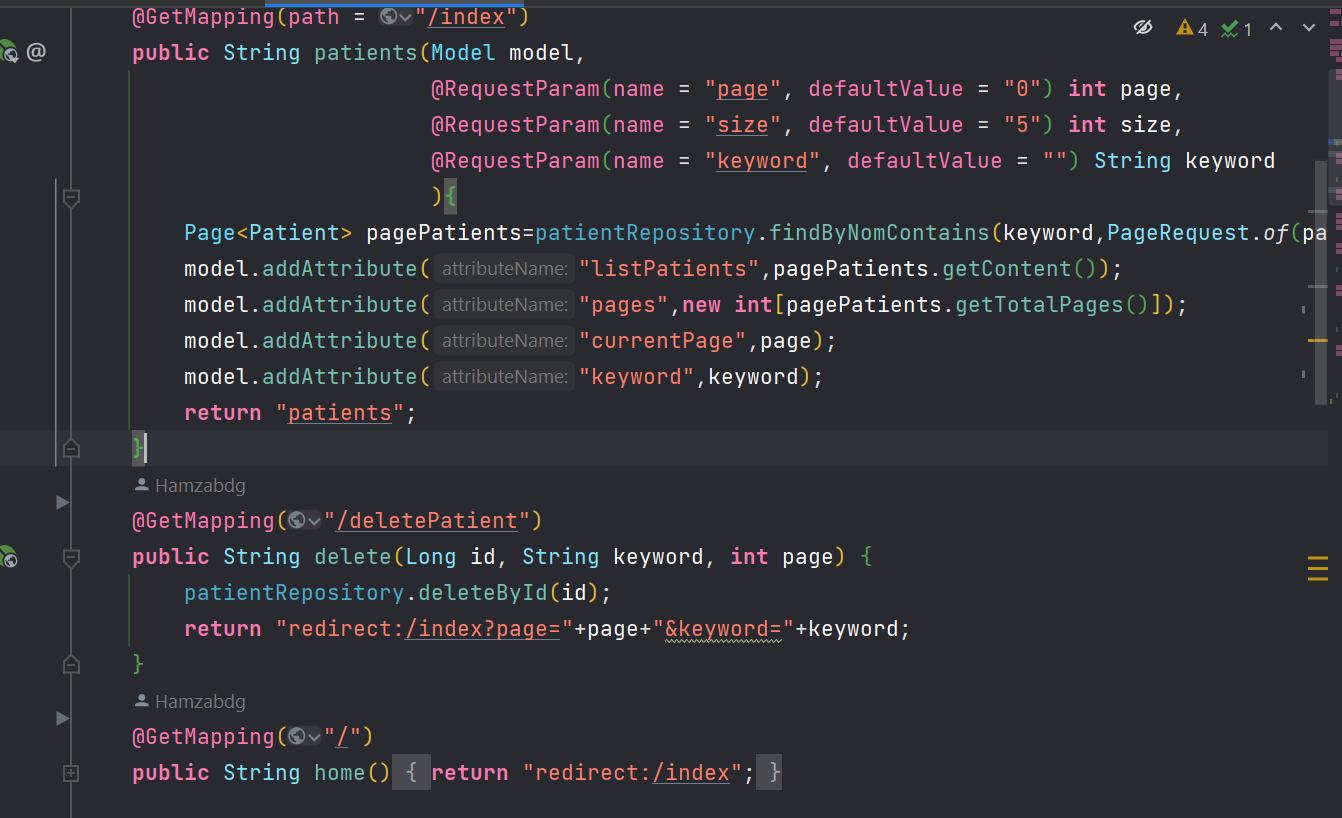 @GetMapping(path = "/index")
4 1
@ public String patients(Model model,
@RequestParam(name = "page", defaultValue = "0") int page,
@RequestParam(name = "size", defaultValue = "5") int size,
@RequestParam(name = "keyword", defaultValue = "") String keyword
){
Page<Patient> pagePatients=patientRepository.findByNomContains(keyword,PageRequest.of(pa
model.addAttribute( attributeName: "listPatients",pagePatients.getContent());
model.addAttribute( attributeName: "pages",new int[pagePatients.getTotalPages()]);
model.addAttribute( attributeName: "currentPage",page);
model.addAttribute( attributeName: "keyword",keyword);
return "patients";
}
Hamzabdg
@GetMapping("/deletePatient")
public String delete(Long id, String keyword, int page) {
patientRepository.deleteById(id);
return "redirect:/index?page="+page+"&keyword="+keyword;
}
Hamzabdg
@GetMapping("/")
public String home() { return "redirect:/index"; }